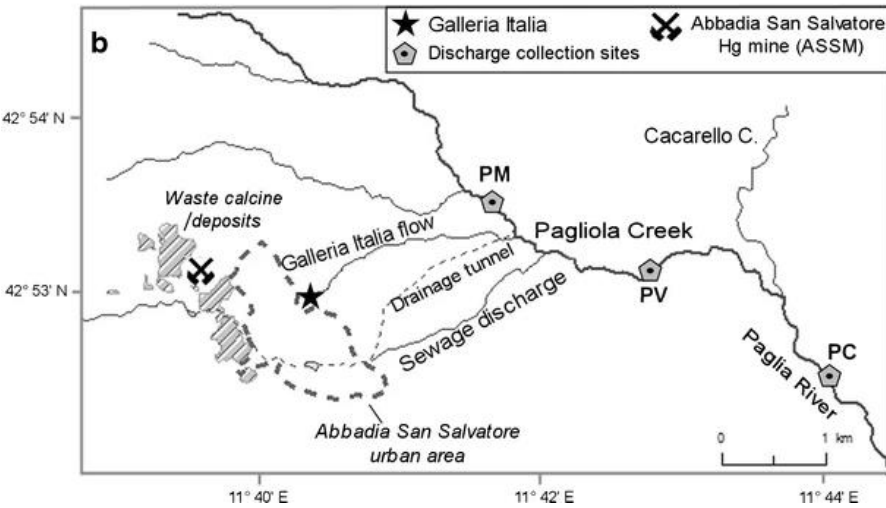 b
Galleria Italia
Discharge collection sites
Abbadia San Salvatore
Hg mine (ASSM)
42° 54' N
Cacarello C.
PM
Waste calcine
/deposits
Galleria Italia flow
Pagliola Creek
Drainage tunnel
42° 53' N
Sewage discharge
PV
PC
Paglia River
Abbadia San Salvatore
urban area
0 1 km
11° 40' E
11° 42' E
11° 44' E